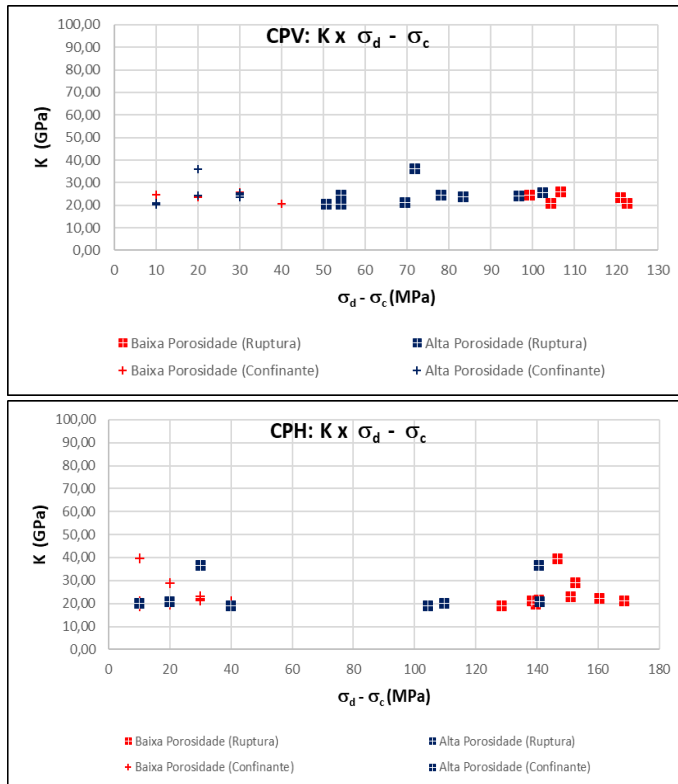 CPV: K x σd - σc
100,00
90,00
80,00
70,00
60,00
50,00
40,00
30,00
20,00
10,00
0,00
K (GPa)
0 10 20 30 40 50 60 70 80 90 100 110 120 130
σd - σc (MPa)
Baixa Porosidade (Ruptura) Alta Porosidade (Ruptura)
Baixa Porosidade (Confinante) Alta Porosidade (Confinante)
CPH: K x σd - σc
100,00
90,00
80,00
70,00
60,00
50,00
40,00
30,00
20,00
10,00
0,00
K (GPa)
0 20 40 60 80 100 120 140 160 180
σd - σc (MPa)
Baixa Porosidade (Ruptura) Alta Porosidade (Ruptura)
Baixa Porosidade (Confinante) Alta Porosidade (Confinante)